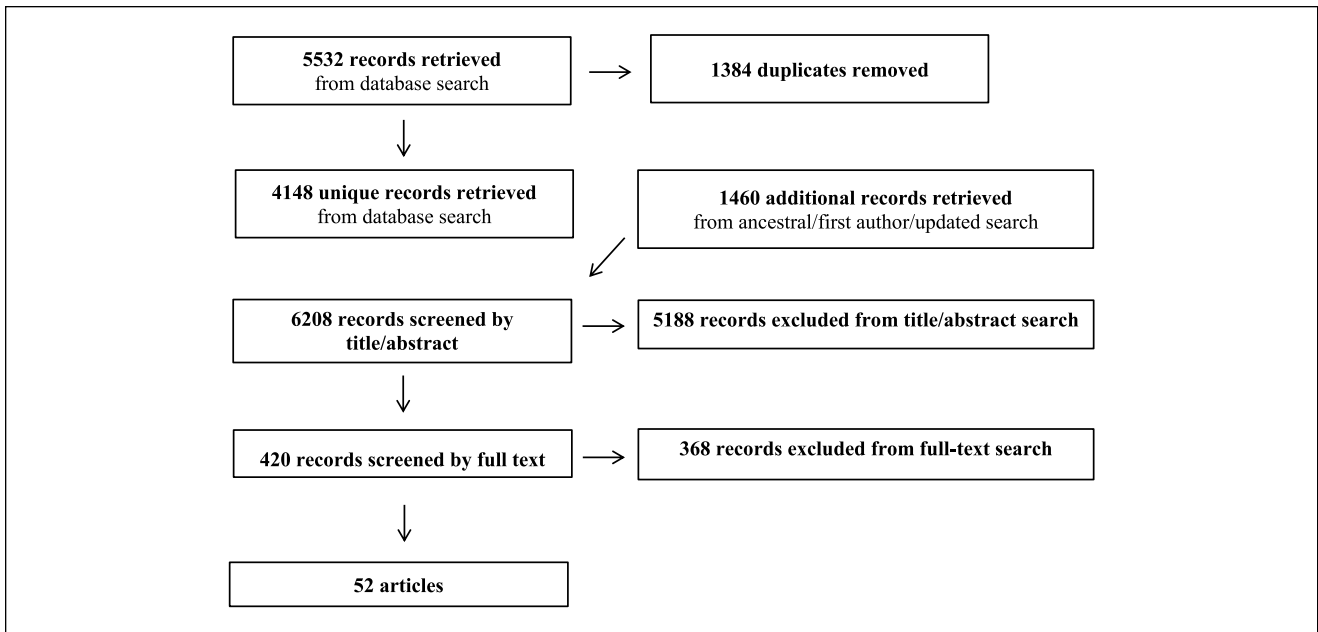 5532 records retrieved
from database search
1384 duplicates removed
4148 unique records retrieved
from database search
1460 additional records retrieved
from ancestral/first author/updated search
6208 records screened by
title/abstract
5188 records excluded from title/abstract search
420 records screened by full text
368 records excluded from full-text search
52 articles